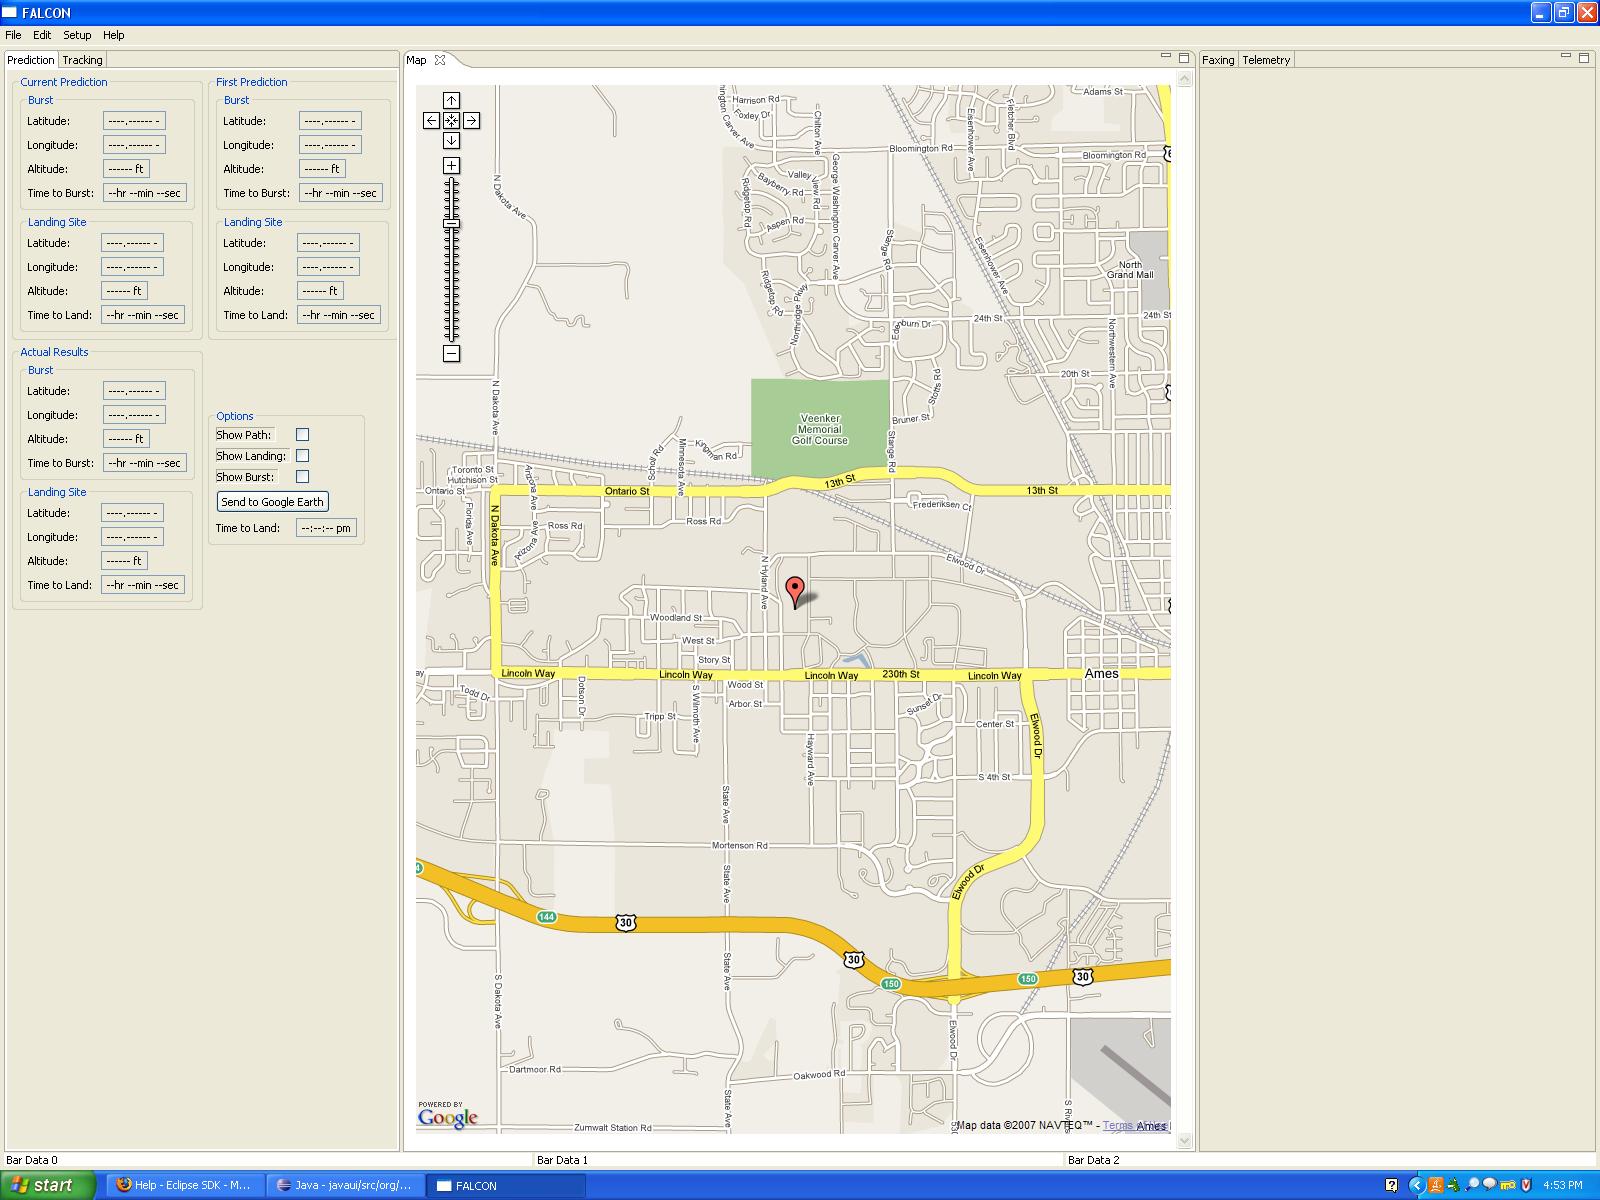 FALCON
File Edit Setup Help
Prediction Tracking
Current Prediction
Burst
Latitude: ----.------ -
Longitude: ----.------ -
Altitude: ------ ft
Time to Burst: --hr --min --sec
Landing Site
Latitude: ----.------ -
Longitude: ----.------ -
Altitude: ------ ft
Time to Land: --hr --min --sec
First Prediction
Burst
Latitude: ----.------ -
Longitude: ----.------ -
Altitude: ------ ft
Time to Burst: --hr --min --sec
Landing Site
Latitude: ----.------ -
Longitude: ----.------ -
Altitude: ------ ft
Time to Land: --hr --min --sec
Actual Results
Burst
Latitude: ----.------ -
Longitude: ----.------ -
Altitude: ------ ft
Time to Burst: --hr --min --sec
Landing Site
Latitude: ----.------ -
Longitude: ----.------ -
Altitude: ------ ft
Time to Land: --hr --min --sec
Options
Show Path:
Show Landing:
Show Burst:
Send to Google Earth
Time to Land: --:--:-- pm
Map
Harrison Rd
Foxley Dr
Chilton Ave
Eisenhower Ave
Fletcher Blvd
Adams St
Bloomington Rd
Bloomington Rd
N Dakota Ave
Valley View Rd
Bayberry Rd
Ridgetop Rd
Aspen Rd
George Washington Carver Ave
Stange Rd
Eisenhower Ave
North Grand Mall
Ridgetop Rd
Northridge Pkwy
24th St
24th St
Northwestern Ave
20th St
N Dakota Ave
Veenker
Memorial
Golf Course
Stotts Rd
Bruner St
Stange Rd
Kingman Rd
Scholl Rd
Minnesota Ave
Toronto St
Hutchison St
Ontario St
Arizona Ave
Ontario St
13th St
13th St
Florida Ave
N Dakota Ave
Ross Rd
Ross Rd
Arizona Ave
Frederiksen Ct
N Hyland Ave
Elwood Dr
Woodland St
West St
Story St
Lincoln Way
Lincoln Way
Lincoln Way
230th St
Lincoln Way
Ames
Todd Dr
Dotson Dr
Wood St
Arbor St
S Wilmoth Ave
Tripp St
Sunset Dr
Center St
Elwood Dr
Hayward Ave
S 4th St
State Ave
Mortenson Rd
State Ave
Elwood Dr
144
30
30
150
150
30
S Dakota Ave
State Ave
Elwood Dr
Dartmoor Rd
Oakwood Rd
State Ave
Zumwalt Station Rd
POWERED BY
Google
Map data ©2007 NAVTEQ™ -
Ames
Faxing Telemetry
Bar Data 0 Bar Data 1 Bar Data 2
start Help - Eclipse SDK - M... Java - javaui/src/org/... FALCON 4:53 PM